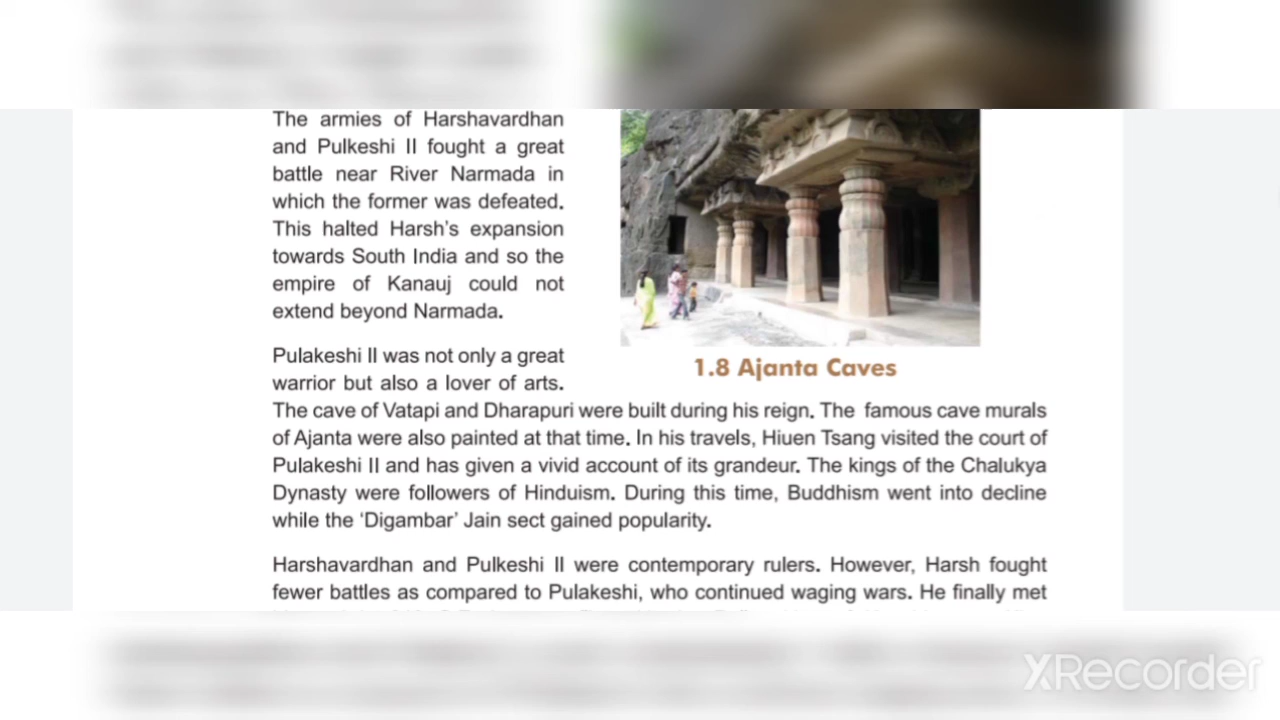 The armies of Harshavardhan
and Pulkeshi II fought a great
battle near River Narmada in
which the former was defeated.
This halted Harsh's expansion
towards South India and so the
empire of Kanauj could not
extend beyond Narmada.
1.8 Ajanta Caves
Pulakeshi II was not only a great
warrior but also a lover of arts.
The cave of Vatapi and Dharapuri were built during his reign. The famous cave murals
of Ajanta were also painted at that time. In his travels, Hiuen Tsang visited the court of
Pulakeshi II and has given a vivid account of its grandeur. The kings of the Chalukya
Dynasty were followers of Hinduism. During this time, Buddhism went into decline
while the 'Digambar' Jain sect gained popularity.
Harshavardhan and Pulkeshi II were contemporary rulers. However, Harsh fought
fewer battles as compared to Pulakeshi, who continued waging wars. He finally met
XRecorder